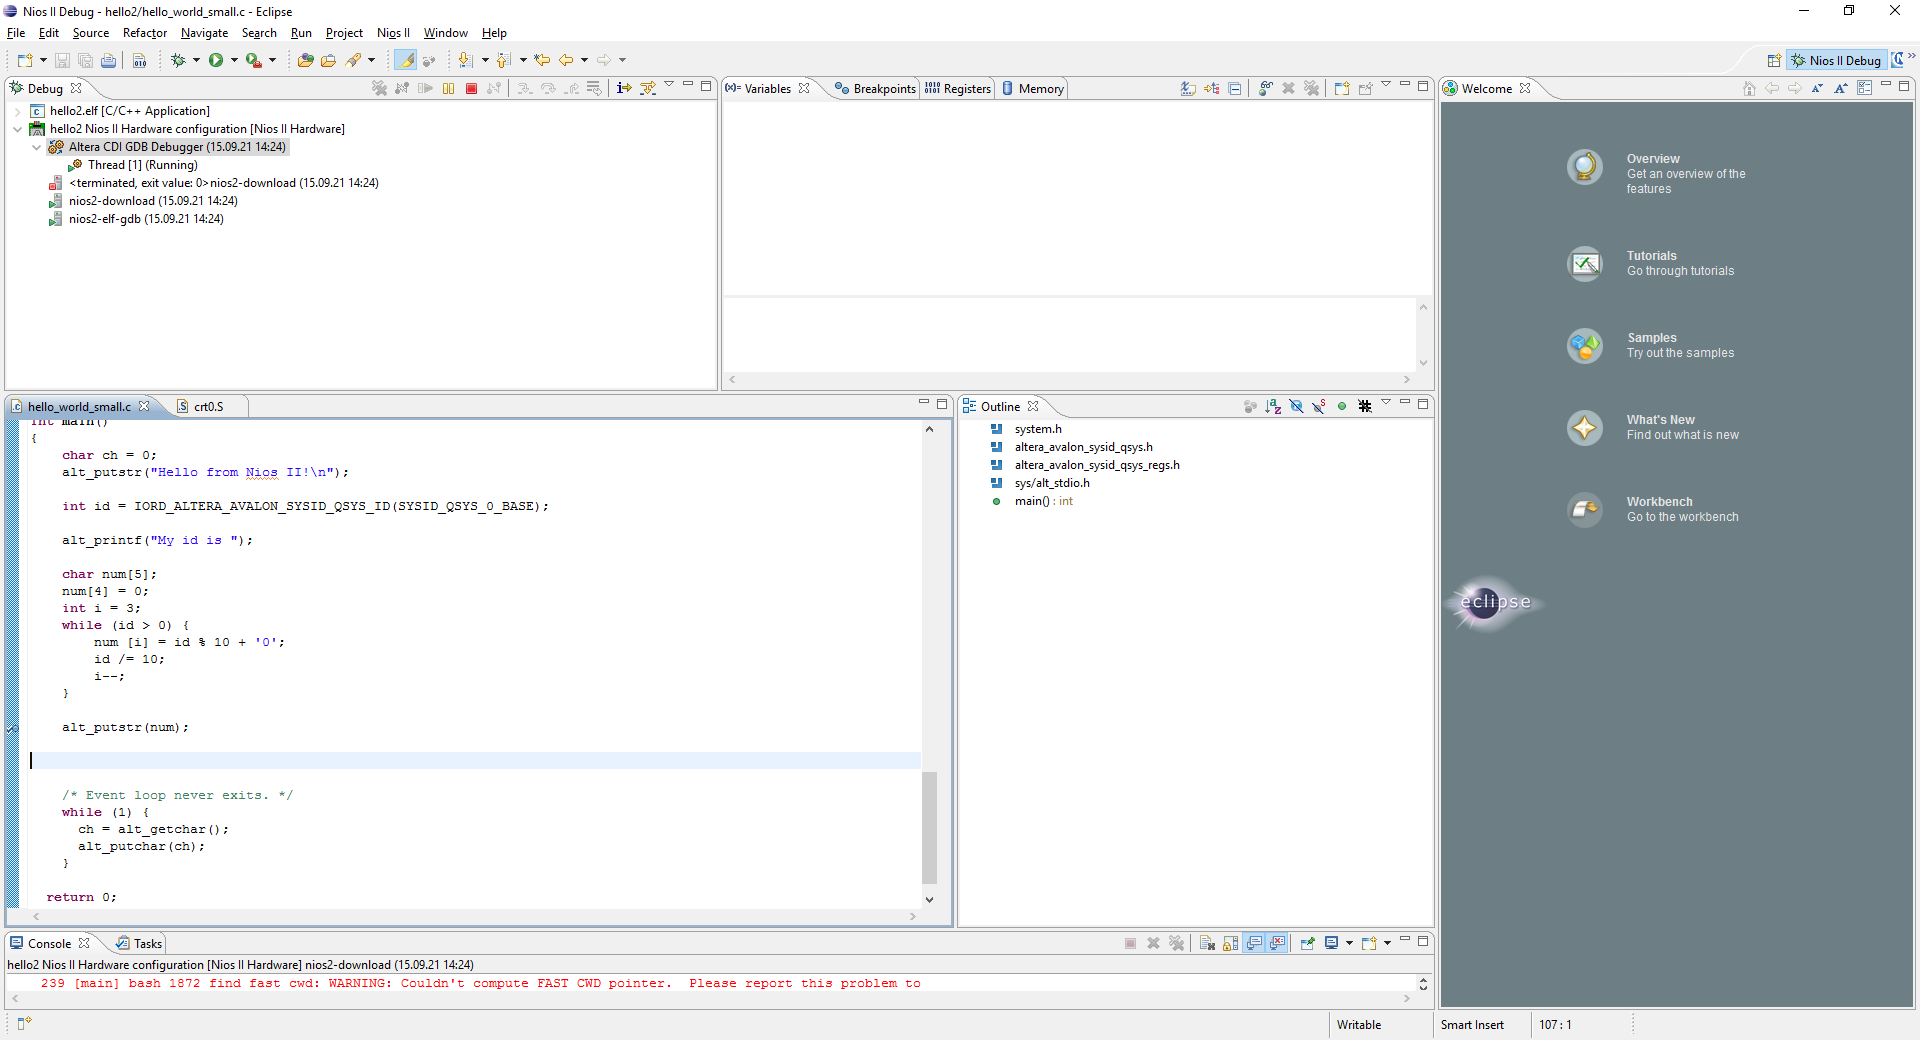 Nios II Debug - hello2/hello_world_small.c - Eclipse
File Edit Source Refactor Navigate Search Run Project Nios II Window Help
Nios II Debug
Debug
hello2.elf [C/C++ Application]
hello2 Nios II Hardware configuration [Nios II Hardware]
Altera CDI GDB Debugger (15.09.21 14:24)
Thread [1] (Running)
<terminated, exit value: 0>nios2-download (15.09.21 14:24)
nios2-download (15.09.21 14:24)
nios2-elf-gdb (15.09.21 14:24)
Variables Breakpoints Registers Memory
Welcome
Overview
Get an overview of the
features
Tutorials
Go through tutorials
Samples
Try out the samples
What's New
Find out what is new
Workbench
Go to the workbench
eclipse
hello_world_small.c crt0.S
int main()
{
char ch = 0;
alt_putstr("Hello from Nios II!\n");
int id = IORD_ALTERA_AVALON_SYSID_QSYS_ID(SYSID_QSYS_0_BASE);
alt_printf("My id is ");
char num[5];
num[4] = 0;
int i = 3;
while (id > 0) {
num [i] = id % 10 + '0';
id /= 10;
i--;
}
alt_putstr(num);
/* Event loop never exits. */
while (1) {
ch = alt_getchar();
alt_putchar(ch);
}
return 0;
Outline
system.h
altera_avalon_sysid_qsys.h
altera_avalon_sysid_qsys_regs.h
sys/alt_stdio.h
main() : int
Console Tasks
hello2 Nios II Hardware configuration [Nios II Hardware] nios2-download (15.09.21 14:24)
239 [main] bash 1872 find_fast_cwd: WARNING: Couldn't compute FAST_CWD pointer.  Please report this problem to
Writable Smart Insert 107 : 1